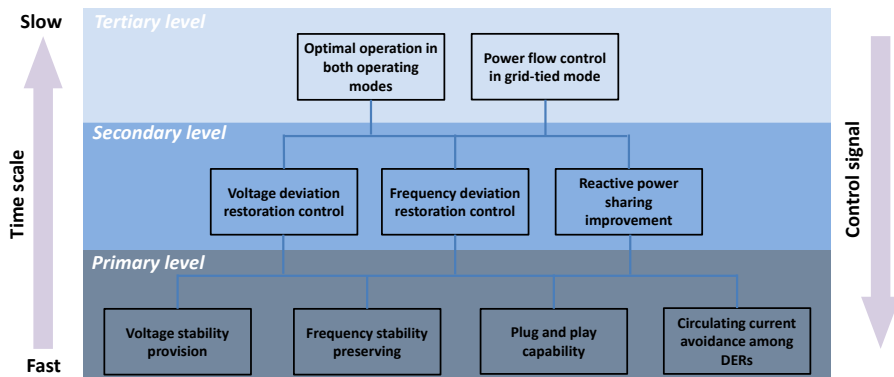 Slow
Tertiary level
Optimal operation in
both operating
modes
Power flow control
in grid-tied mode
Secondary level
Voltage deviation
restoration control
Frequency deviation
restoration control
Reactive power
sharing
improvement
Primary level
Voltage stability
provision
Frequency stability
preserving
Plug and play
capability
Circulating current
avoidance among
DERs
Fast
Time scale
Control signal